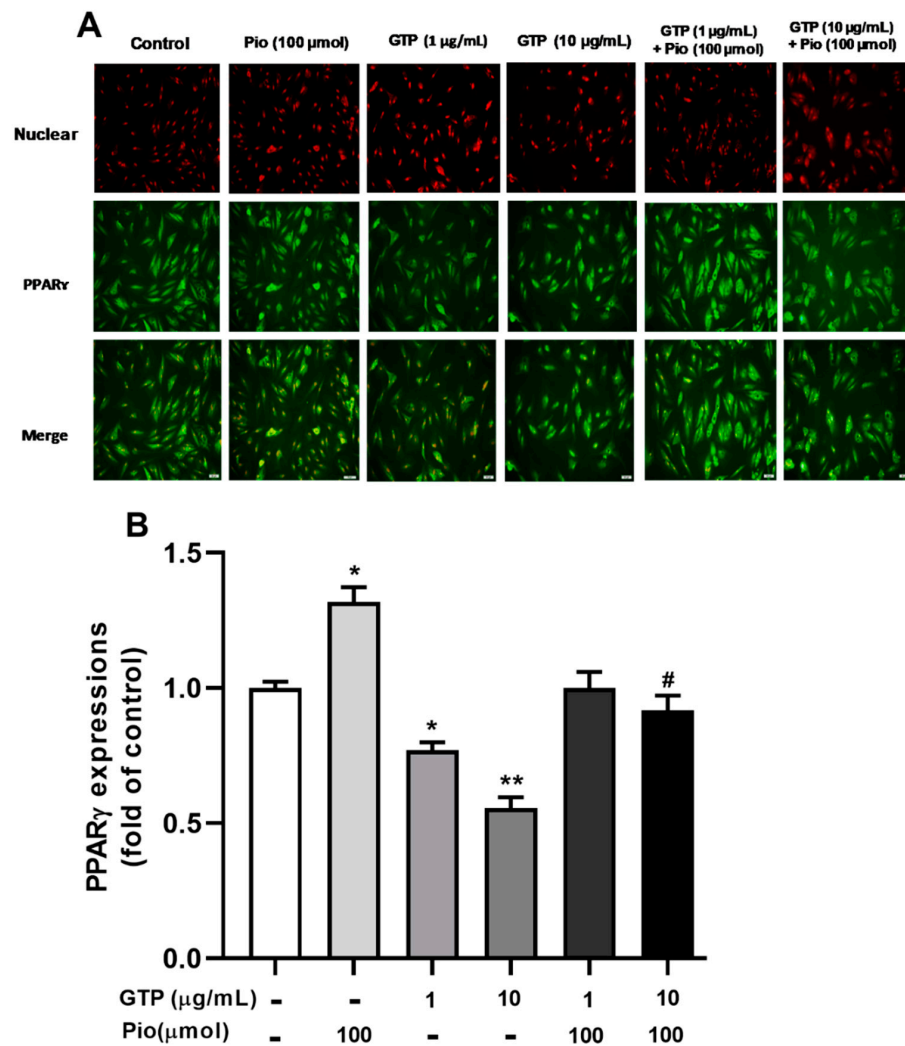 A
Control Pio (100 μmol) GTP (1 μg/mL) GTP (10 μg/mL) GTP (1 μg/mL) + Pio (100 μmol) GTP (10 μg/mL) + Pio (100 μmol)
Nuclear
PPARγ
Merge
B
PPARγ expressions
(fold of control)
1.5
1.0
0.5
0.0
* * ** #
GTP (μg/mL) - - 1 10 1 10
Pio(μmol) - 100 - - 100 100